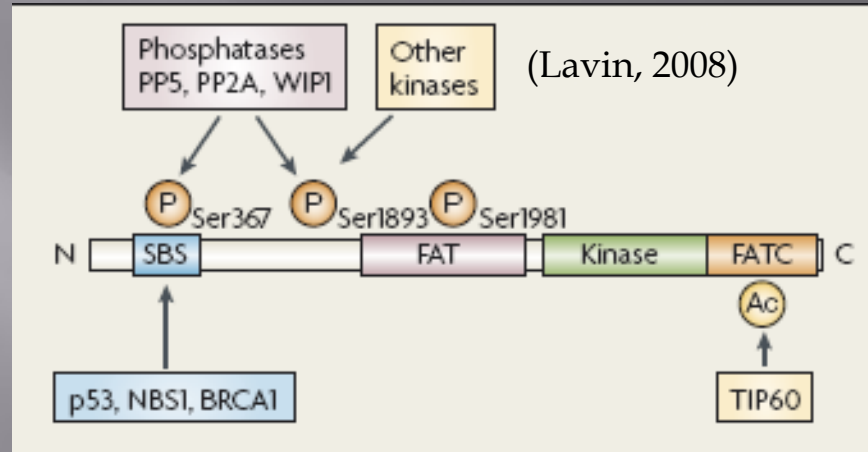 Phosphatases
PP5, PP2A, WIP1
Other
kinases
(Lavin, 2008)
P
Ser367
P
Ser1893
P
Ser1981
N
SBS
FAT
Kinase
FATC
C
Ac
p53, NBS1, BRCA1
TIP60